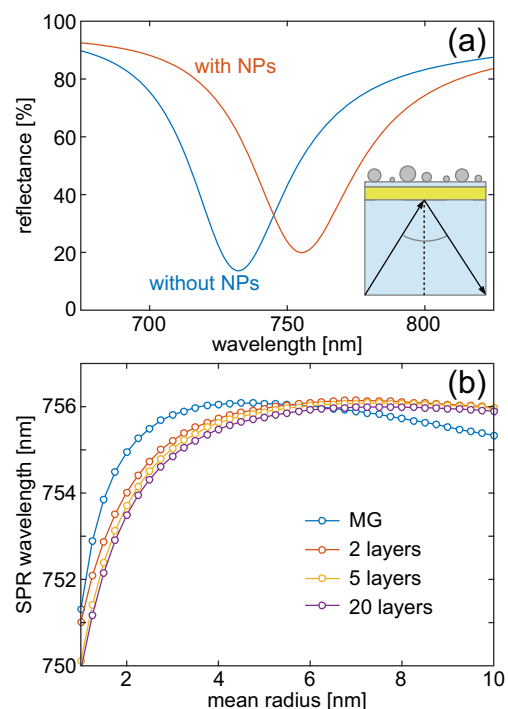 (a)
100
80
60
40
20
0
reflectance [%]
with NPs
without NPs
700 750 800
wavelength [nm]
(b)
756
754
752
750
SPR wavelength [nm]
MG
2 layers
5 layers
20 layers
2 4 6 8 10
mean radius [nm]